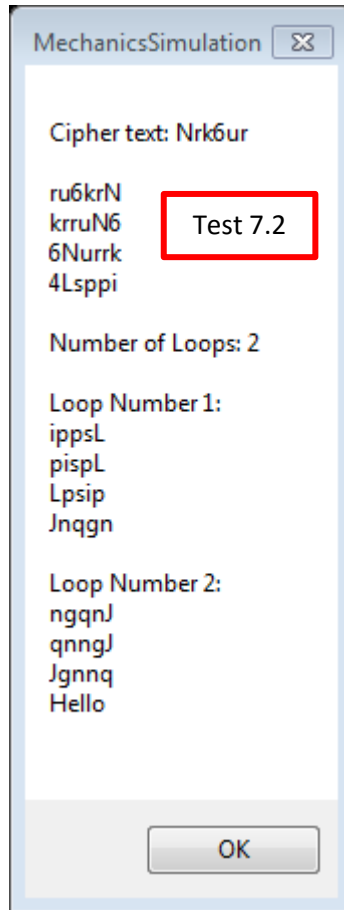 MechanicsSimulation
Cipher text: Nrk6ur
ru6krN
krruN6
Test 7.2
6Nurrk
4Lsppi
Number of Loops: 2
Loop Number 1:
ippsL
pispL
Lpsip
Jnqgn
Loop Number 2:
ngqnJ
qnngJ
Jgnnq
Hello
OK